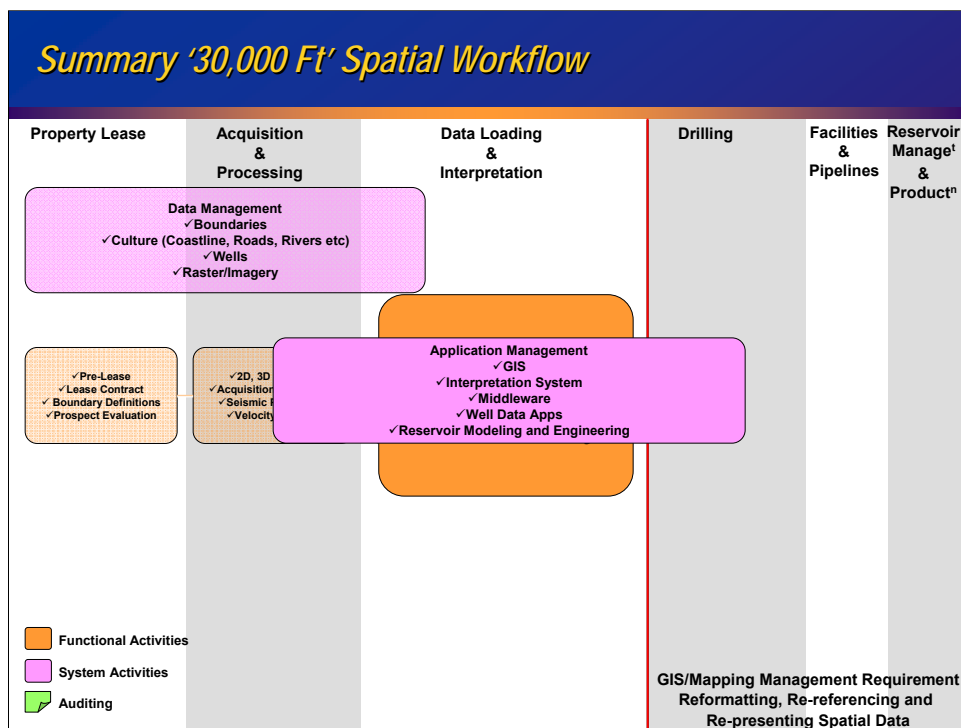 Summary '30,000 Ft' Spatial Workflow
Property Lease
Acquisition
&
Processing
Data Loading
&
Interpretation
Drilling
Facilities
&
Pipelines
Reservoir
Manageᵗ
&
Productⁿ
Data Management
✓Boundaries
✓Culture (Coastline, Roads, Rivers etc)
✓Wells
✓Raster/Imagery
✓Pre-Lease
✓Lease Contract
✓ Boundary Definitions
✓Prospect Evaluation
✓2D, 3D
✓Acquisition
✓Seismic
✓Velocity
Application Management
✓GIS
✓Interpretation System
✓Middleware
✓Well Data Apps
✓Reservoir Modeling and Engineering
Functional Activities
System Activities
Auditing
GIS/Mapping Management Requirement
Reformatting, Re-referencing and
Re-presenting Spatial Data